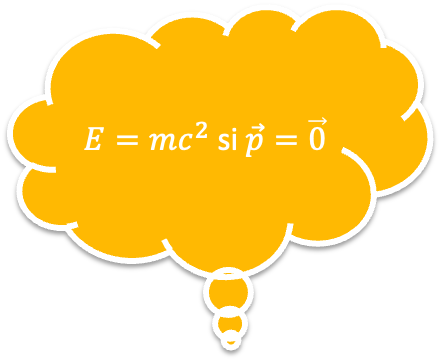 E = mc² si p⃗ = 0⃗